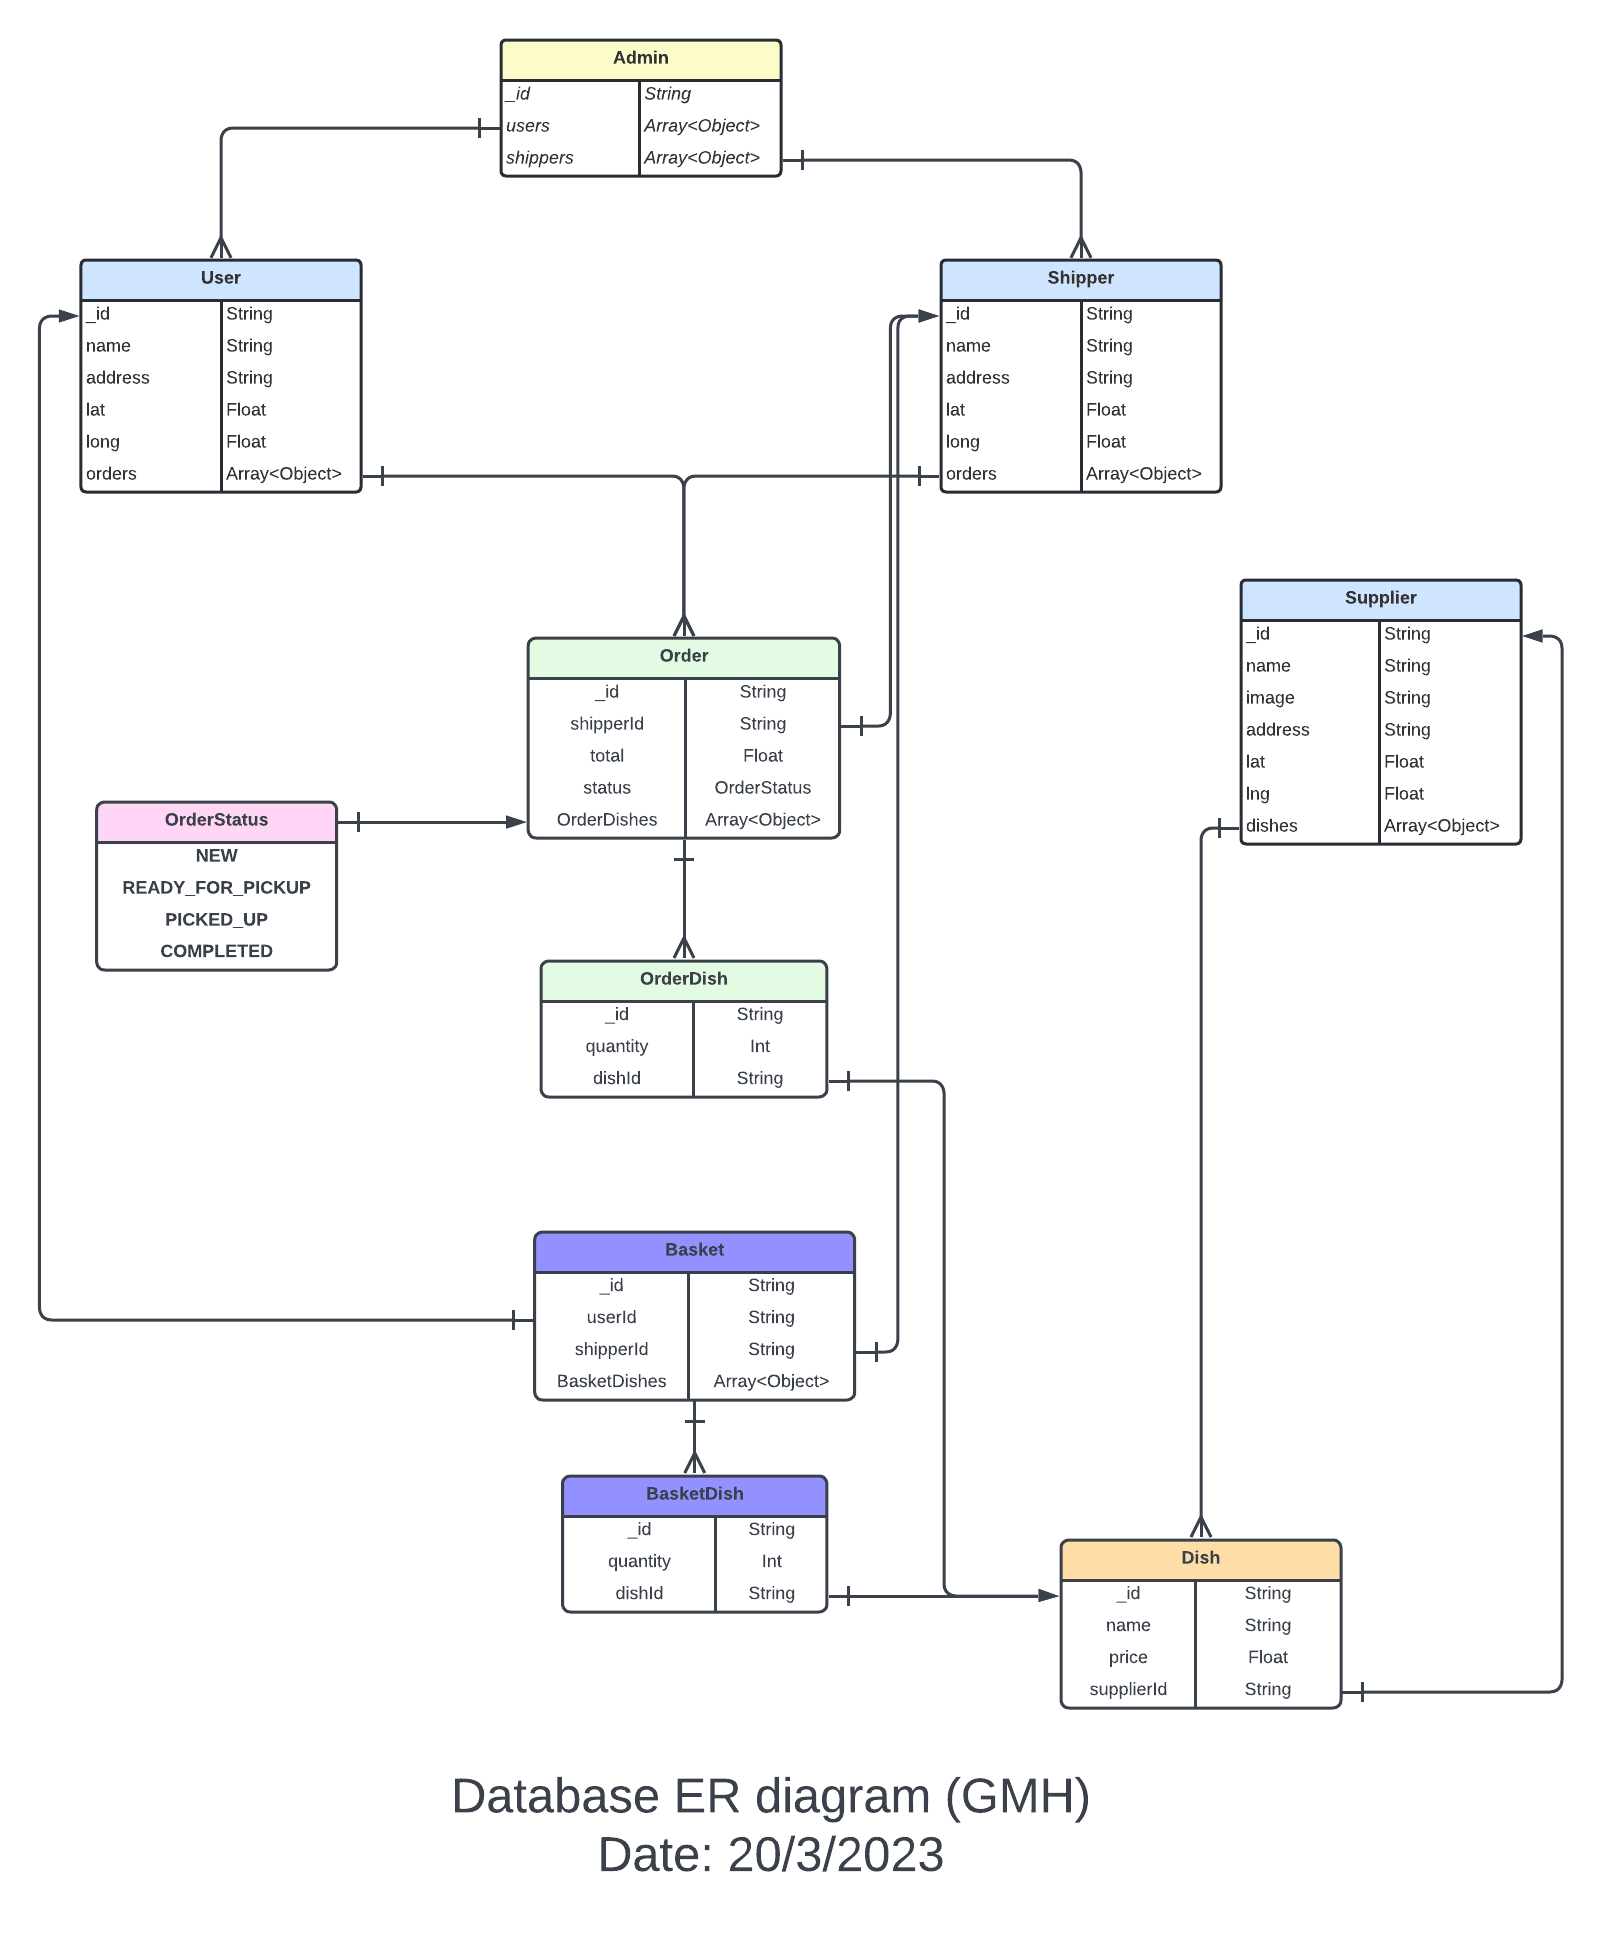 Admin
_id String
users Array<Object>
shippers Array<Object>
User
_id String
name String
address String
lat Float
long Float
orders Array<Object>
Shipper
_id String
name String
address String
lat Float
long Float
orders Array<Object>
Supplier
_id String
name String
image String
address String
lat Float
lng Float
dishes Array<Object>
Order
_id String
shipperId String
total Float
status OrderStatus
OrderDishes Array<Object>
OrderStatus
NEW
READY_FOR_PICKUP
PICKED_UP
COMPLETED
OrderDish
_id String
quantity Int
dishId String
Basket
_id String
userId String
shipperId String
BasketDishes Array<Object>
BasketDish
_id String
quantity Int
dishId String
Dish
_id String
name String
price Float
supplierId String
Database ER diagram (GMH)
Date: 20/3/2023